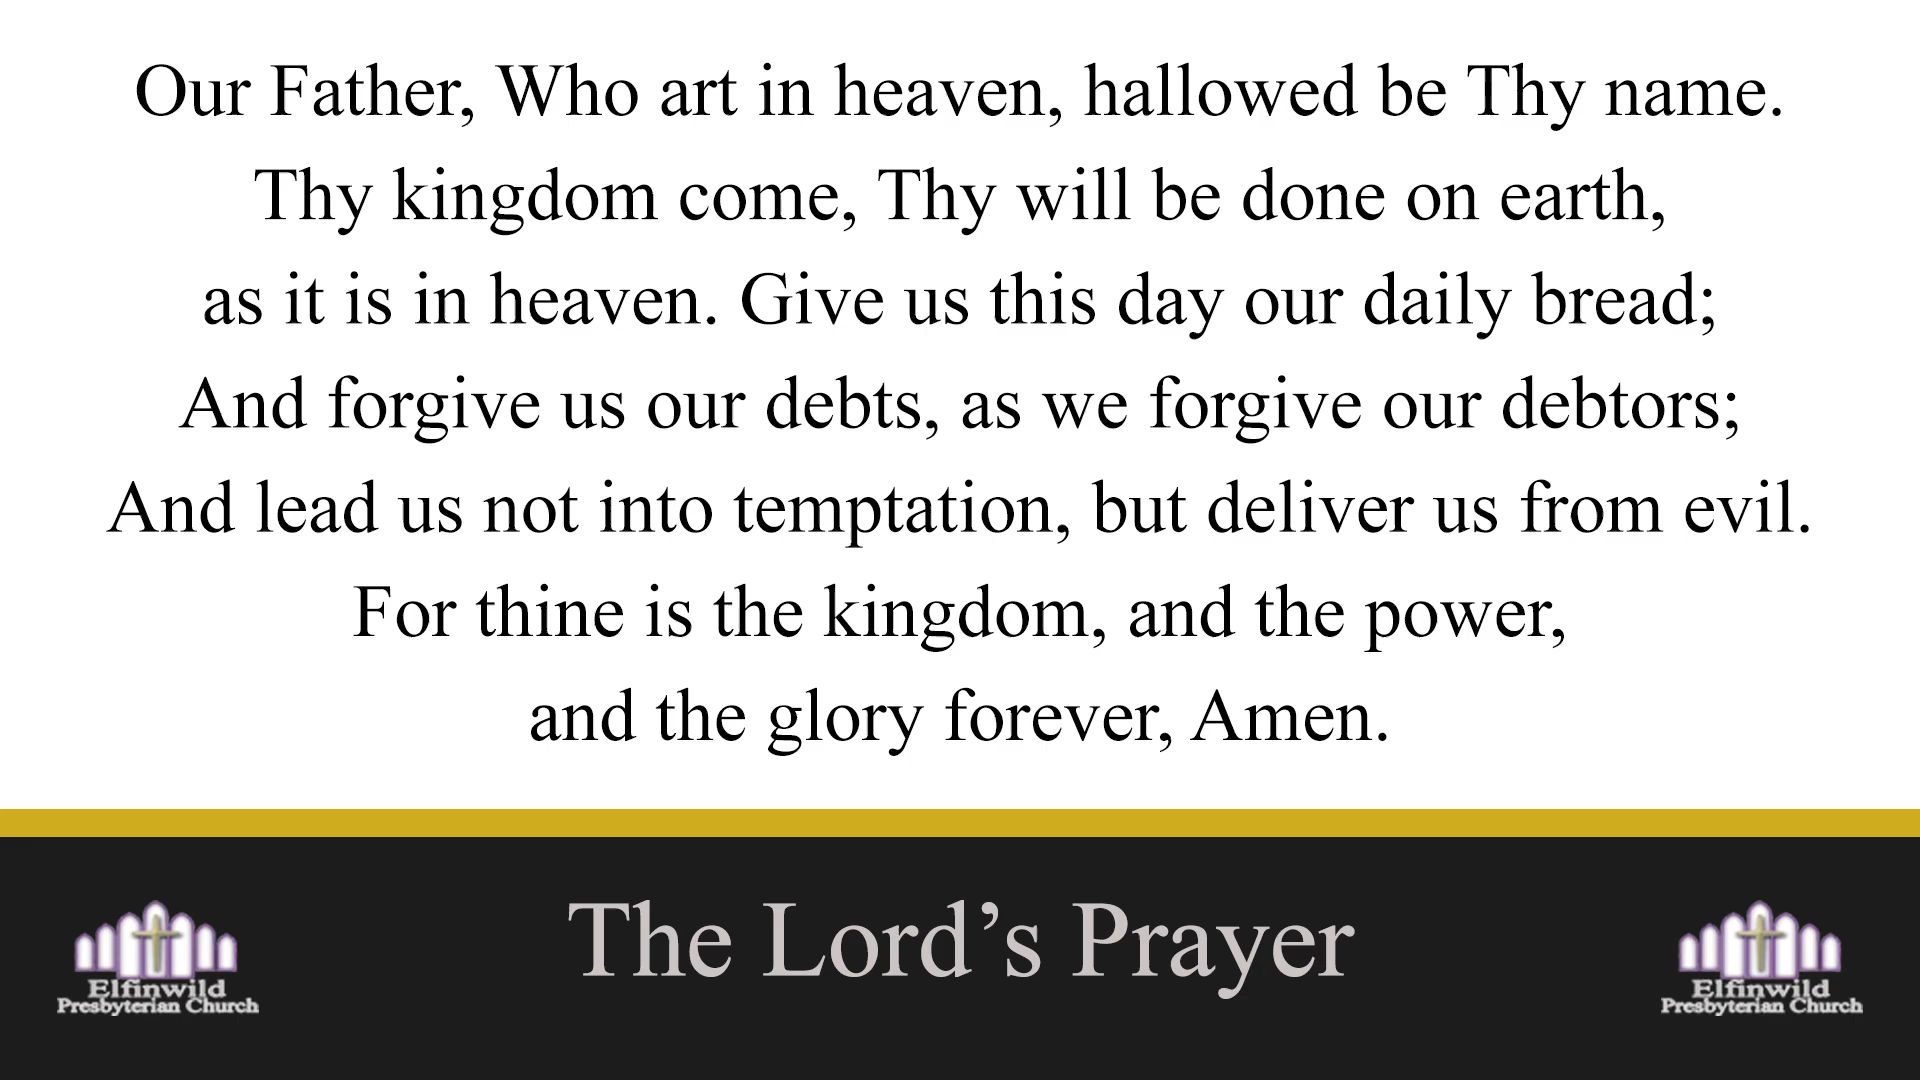 Our Father, Who art in heaven, hallowed be Thy name.
Thy kingdom come, Thy will be done on earth,
as it is in heaven. Give us this day our daily bread;
And forgive us our debts, as we forgive our debtors;
And lead us not into temptation, but deliver us from evil.
For thine is the kingdom, and the power,
and the glory forever, Amen.
The Lord’s Prayer
Elfinwild
Presbyterian Church
Elfinwild
Presbyterian Church